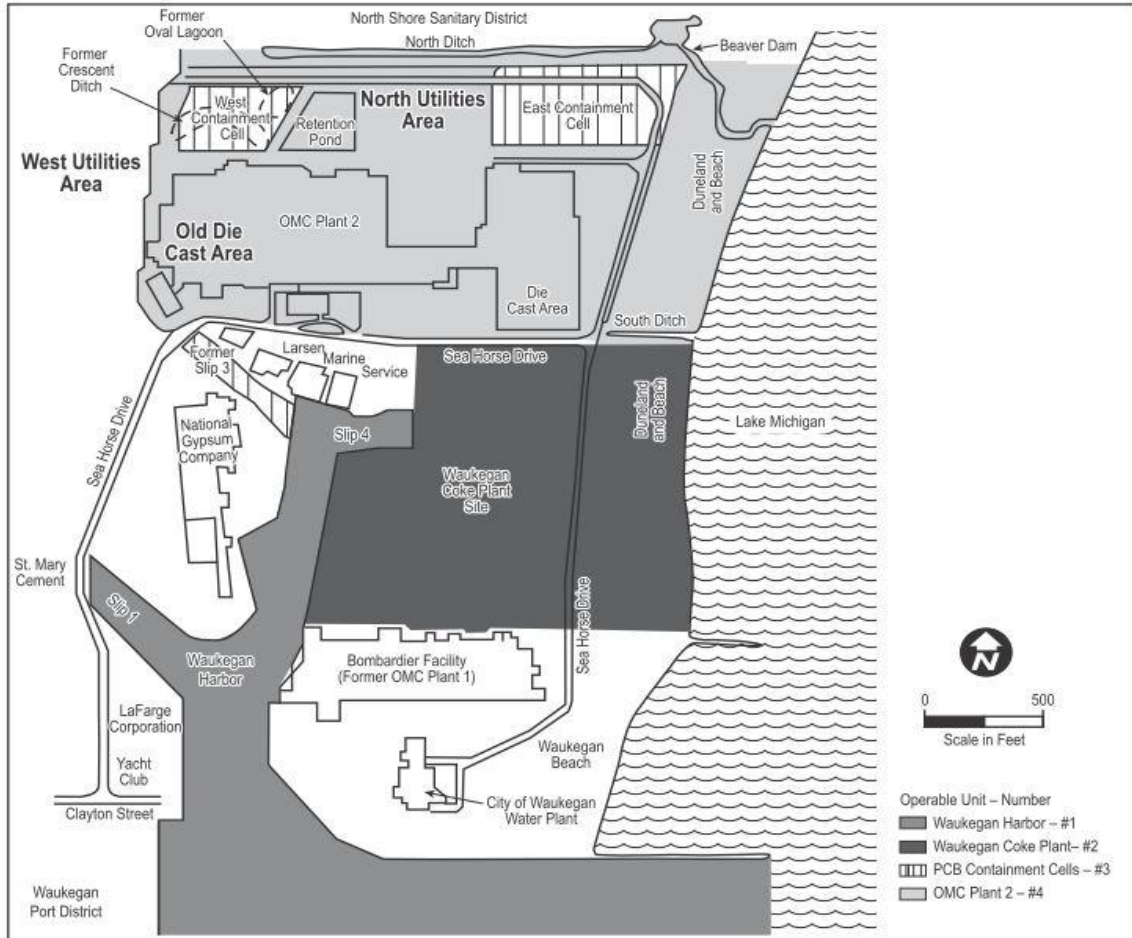 North Shore Sanitary District
Former
Oval Lagoon
North Ditch
Beaver Dam
Former
Crescent
Ditch
West
Containment
Cell
North Utilities
Area
Retention
Pond
East Containment
Cell
West Utilities
Area
Duneland
and Beach
OMC Plant 2
Old Die
Cast Area
Die
Cast Area
South Ditch
Sea Horse Drive
Former
Slip 3
Larsen
Marine
Service
Sea Horse Drive
National
Gypsum
Company
Slip 4
Duneland
and Beach
Lake Michigan
Waukegan
Coke Plant
Site
St. Mary
Cement
Slip 1
Sea Horse Drive
Waukegan
Harbor
Bombardier Facility
(Former OMC Plant 1)
N
0
500
Scale in Feet
LaFarge
Corporation
Waukegan
Beach
Yacht
Club
City of Waukegan
Water Plant
Clayton Street
Operable Unit – Number
Waukegan Harbor – #1
Waukegan Coke Plant– #2
PCB Containment Cells – #3
OMC Plant 2 – #4
Waukegan
Port District